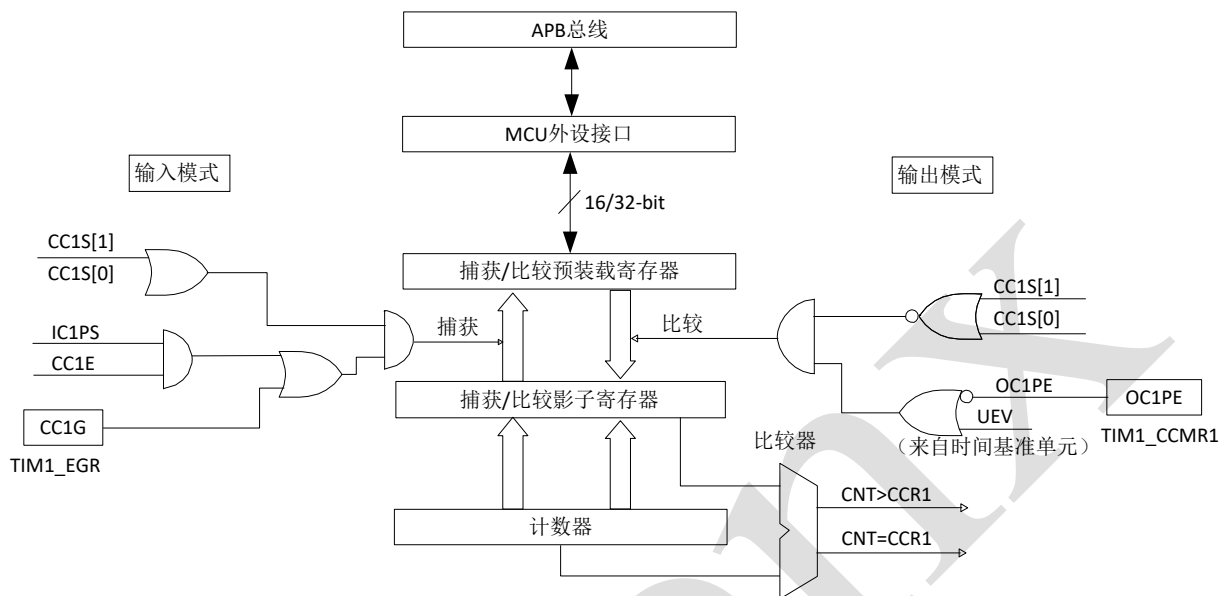 APB总线
MCU外设接口
输入模式
输出模式
16/32-bit
CC1S[1]
CC1S[0]
捕获/比较预装载寄存器
CC1S[1]
CC1S[0]
IC1PS
CC1E
捕获
比较
捕获/比较影子寄存器
OC1PE
OC1PE
UEV
(来自时间基准单元)
TIM1_CCMR1
CC1G
TIM1_EGR
比较器
CNT>CCR1
计数器
CNT=CCR1